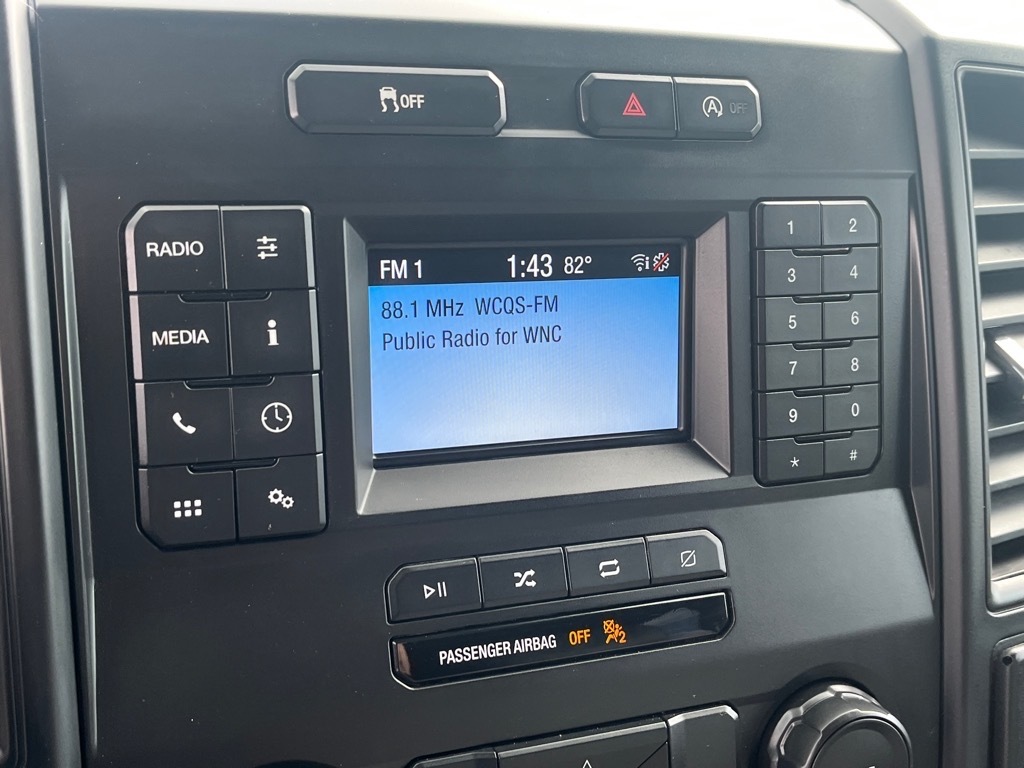 OFF
A OFF
RADIO
MEDIA
i
FM 1 1:43 82° i
88.1 MHz WCQS-FM
Public Radio for WNC
1 2
3 4
5 6
7 8
9 0
* #
PASSENGER AIRBAG OFF 2